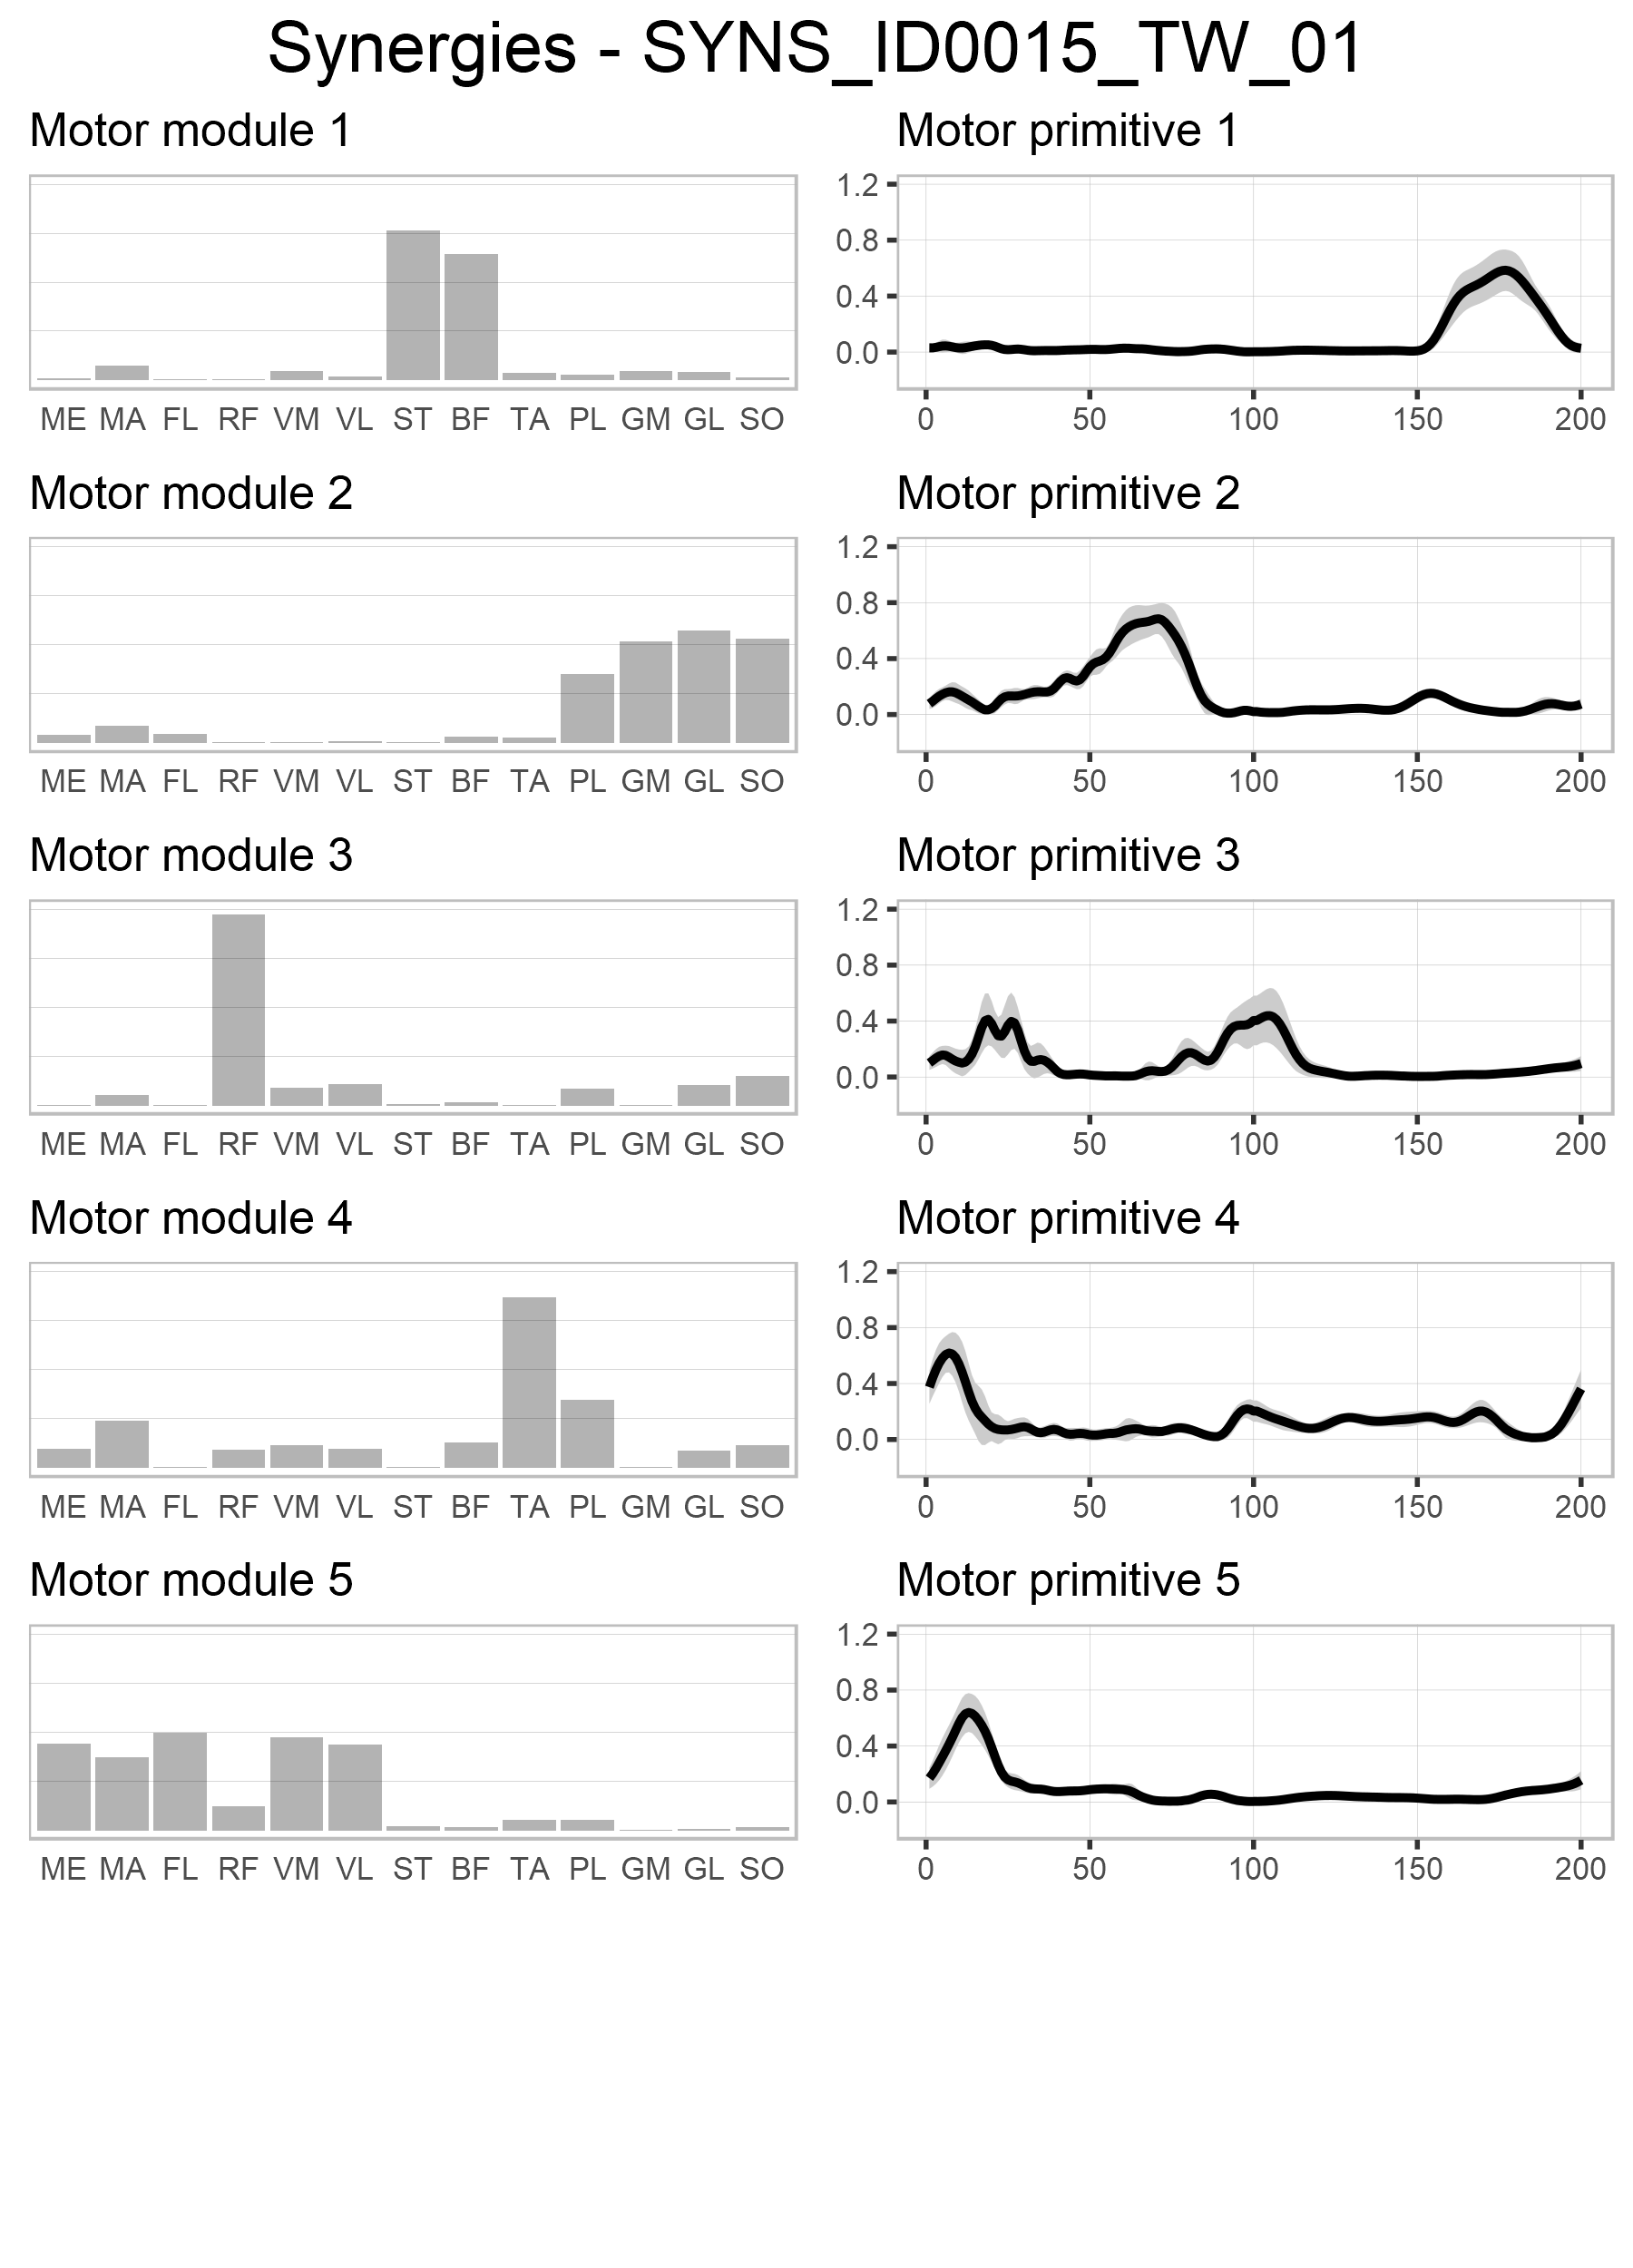 Synergies - SYNS_ID0015_TW_01
Motor module 1
Motor primitive 1
1.2
0.8
0.4
0.0
ME MA FL RF VM VL ST BF TA PL GM GL SO
0 50 100 150 200
Motor module 2
Motor primitive 2
1.2
0.8
0.4
0.0
ME MA FL RF VM VL ST BF TA PL GM GL SO
0 50 100 150 200
Motor module 3
Motor primitive 3
1.2
0.8
0.4
0.0
ME MA FL RF VM VL ST BF TA PL GM GL SO
0 50 100 150 200
Motor module 4
Motor primitive 4
1.2
0.8
0.4
0.0
ME MA FL RF VM VL ST BF TA PL GM GL SO
0 50 100 150 200
Motor module 5
Motor primitive 5
1.2
0.8
0.4
0.0
ME MA FL RF VM VL ST BF TA PL GM GL SO
0 50 100 150 200